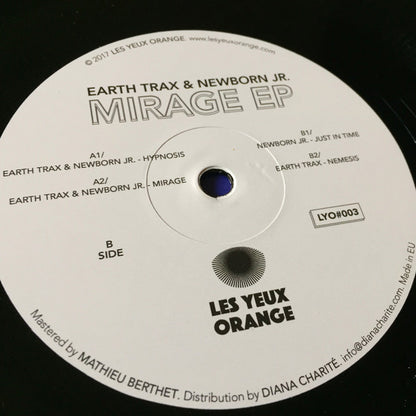 © 2017 LES YEUX ORANGE. www.lesyeuxorange.com
EARTH TRAX & NEWBORN JR.
MIRAGE EP
A1/
EARTH TRAX & NEWBORN JR. - HYPNOSIS
A2/
EARTH TRAX & NEWBORN JR. - MIRAGE
B1/
NEWBORN JR. - JUST IN TIME
B2/
EARTH TRAX - NEMESIS
LYO#003
B
SIDE
LES YEUX
ORANGE
Mastered by MATHIEU BERTHET. Distribution by DIANA CHARITÉ. info@dianacharite.com. Made in EU